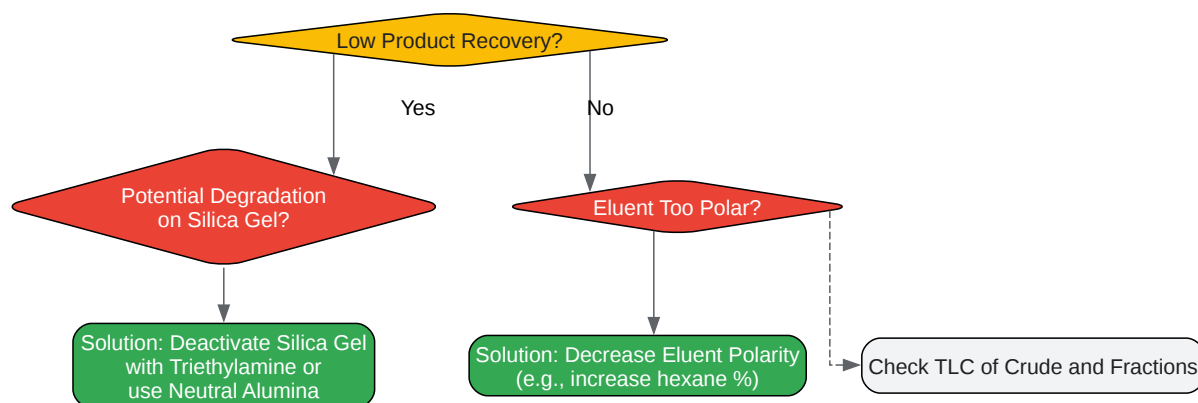 Low Product Recovery?
Yes
No
Potential Degradation
on Silica Gel?
Eluent Too Polar?
Solution: Deactivate Silica Gel
with Triethylamine or
use Neutral Alumina
Solution: Decrease Eluent Polarity
(e.g., increase hexane %)
Check TLC of Crude and Fractions